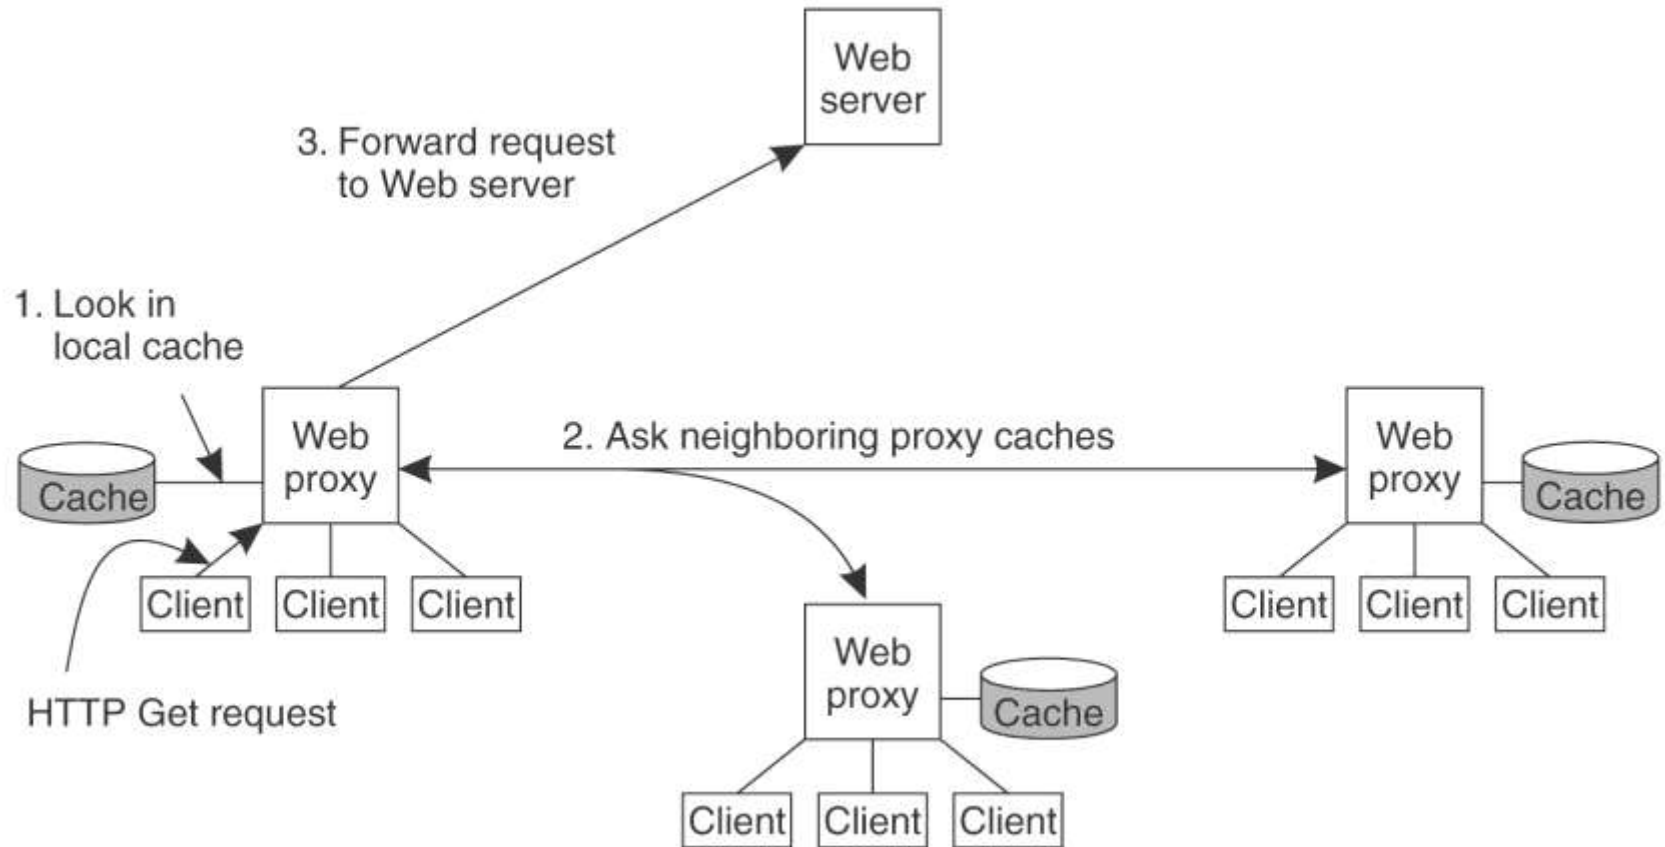 Web
server
3. Forward request
to Web server
1. Look in
local cache
Web
proxy
2. Ask neighboring proxy caches
Web
proxy
Cache
Cache
Client
Client
Client
Client
Client
Client
Web
proxy
Cache
HTTP Get request
Client
Client
Client